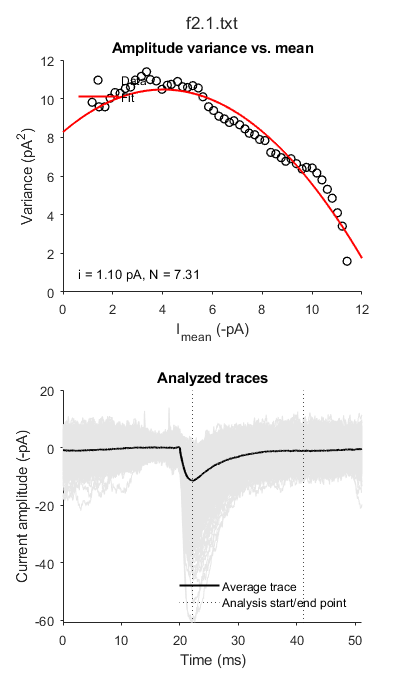 f2.1.txt
Amplitude variance vs. mean
12
10
8
6
4
2
0
Variance (pA²)
Data
Fit
i = 1.10 pA, N = 7.31
0 2 4 6 8 10 12
I_mean (-pA)
Analyzed traces
20
0
-20
-40
-60
Current amplitude (-pA)
Average trace
Analysis start/end point
0 10 20 30 40 50
Time (ms)